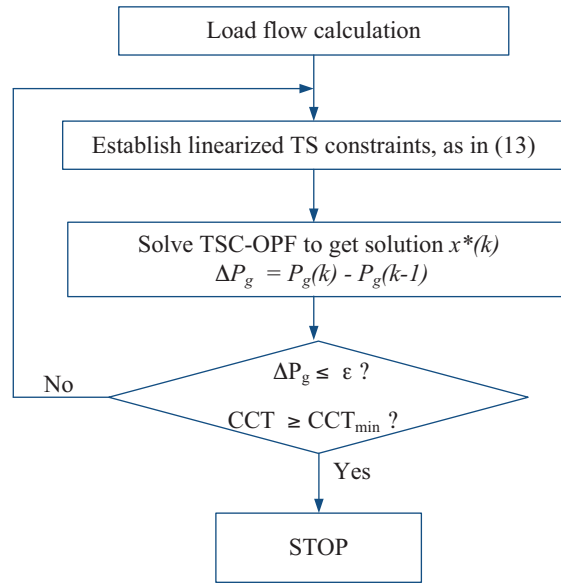 Load flow calculation
Establish linearized TS constraints, as in (13)
Solve TSC-OPF to get solution x*(k)
ΔP_g = P_g(k) - P_g(k-1)
No
ΔP_g ≤ ε ?
CCT ≥ CCT_min ?
Yes
STOP